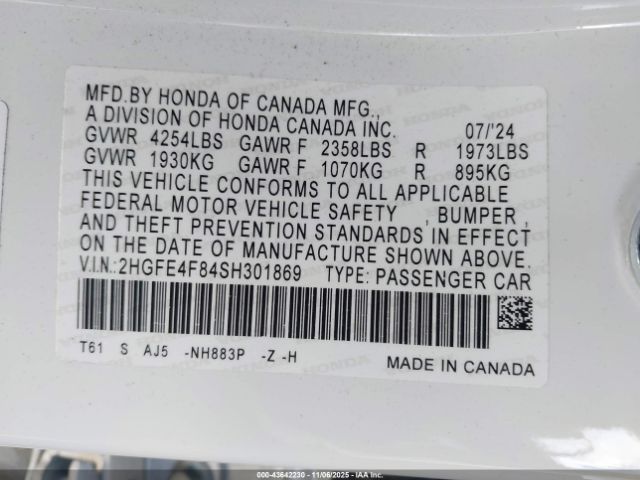 MFD.BY HONDA OF CANADA MFG.,
A DIVISION OF HONDA CANADA INC. 07/'24
GVWR 4254LBS GAWR F 2358LBS R 1973LBS
GVWR 1930KG GAWR F 1070KG R 895KG
THIS VEHICLE CONFORMS TO ALL APPLICABLE
FEDERAL MOTOR VEHICLE SAFETY , BUMPER ,
AND THEFT PREVENTION STANDARDS IN EFFECT
ON THE DATE OF MANUFACTURE SHOWN ABOVE.
V.I.N.:2HGFE4F84SH301869 TYPE: PASSENGER CAR
T61 S AJ5 -NH883P -Z -H
MADE IN CANADA
000-43642230 - 11/06/2025 - IAAI.COM